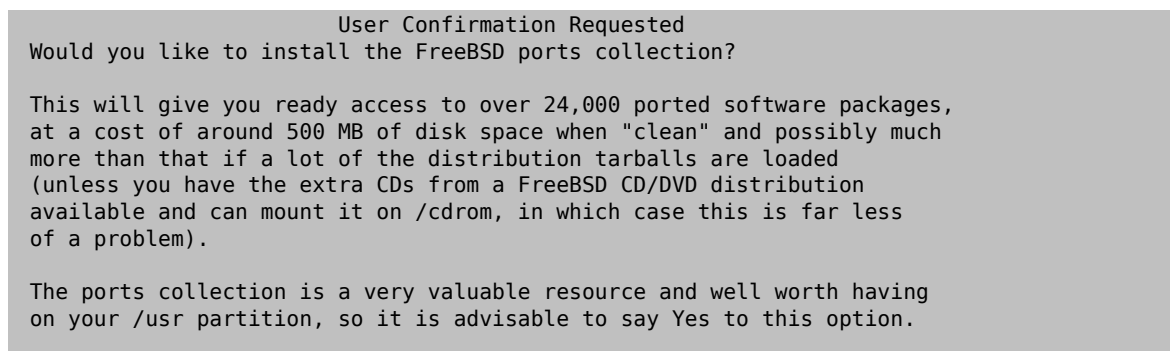 User Confirmation Requested
Would you like to install the FreeBSD ports collection?
This will give you ready access to over 24,000 ported software packages,
at a cost of around 500 MB of disk space when "clean" and possibly much
more than that if a lot of the distribution tarballs are loaded
(unless you have the extra CDs from a FreeBSD CD/DVD distribution
available and can mount it on /cdrom, in which case this is far less
of a problem).
The ports collection is a very valuable resource and well worth having
on your /usr partition, so it is advisable to say Yes to this option.